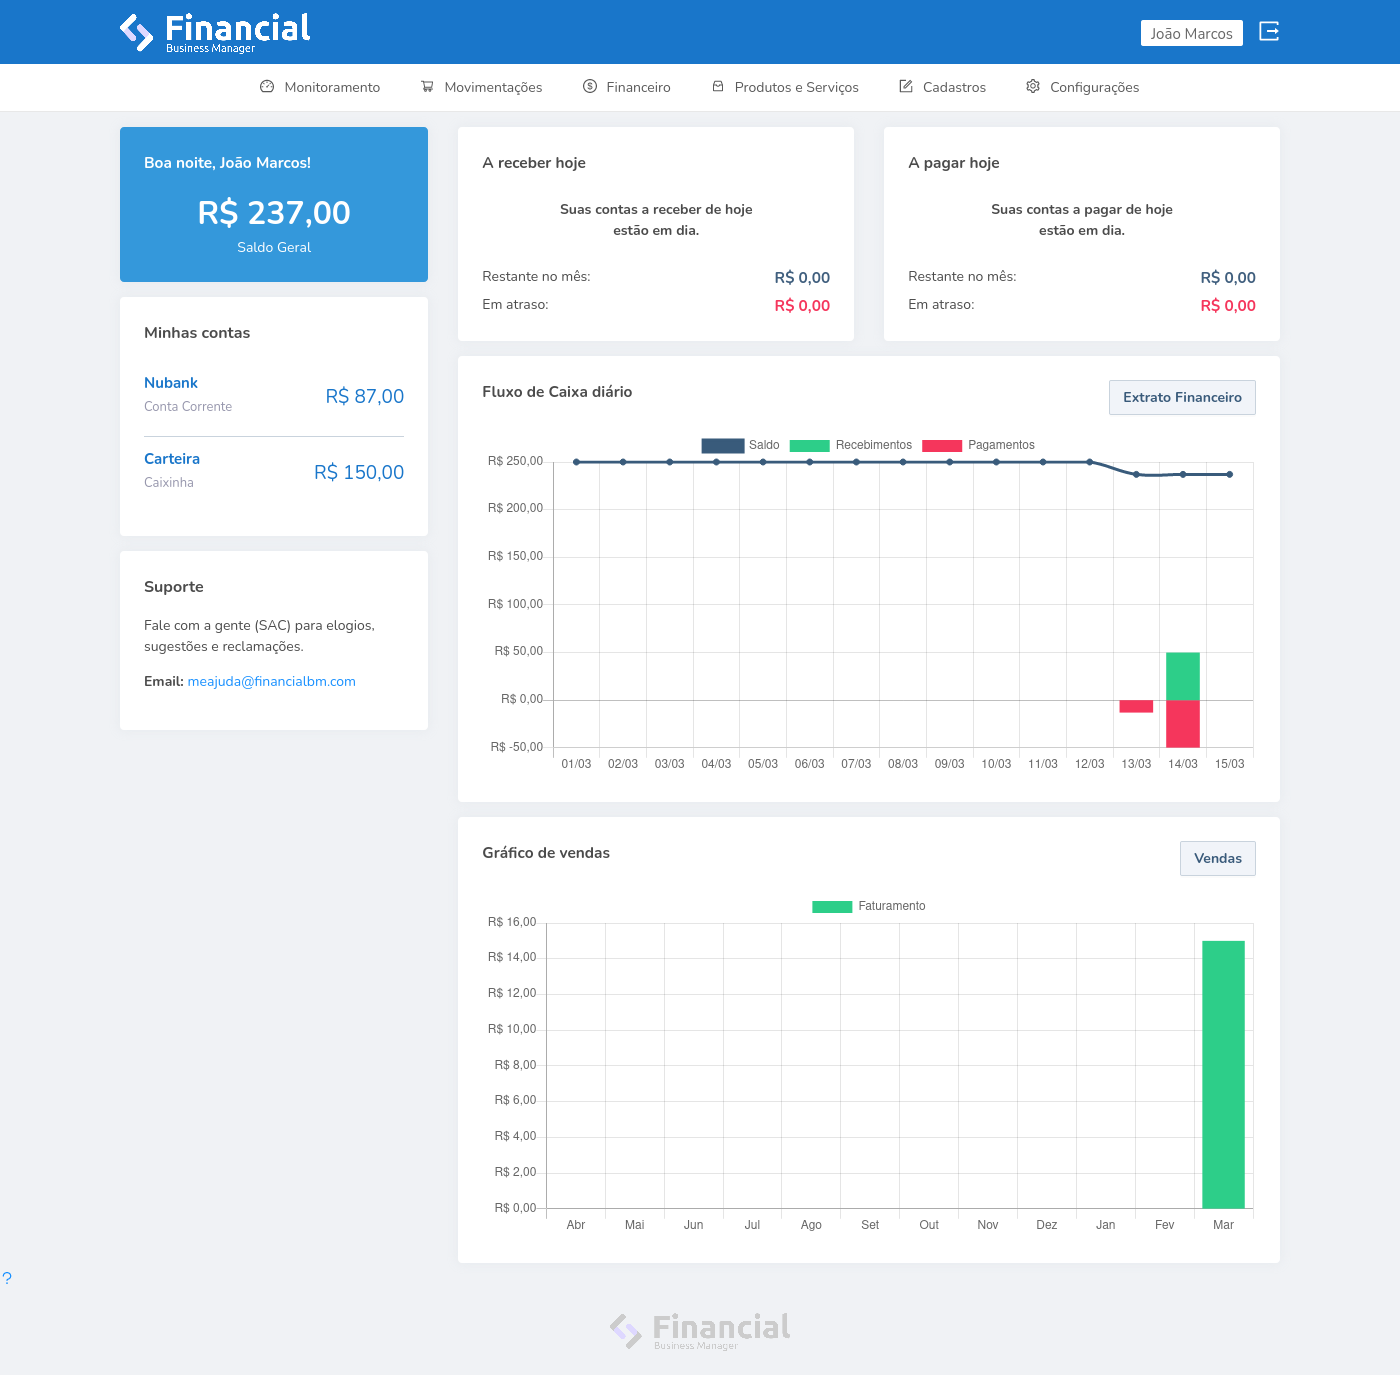 Financial
Business Manager
João Marcos
Monitoramento
Movimentações
Financeiro
Produtos e Serviços
Cadastros
Configurações
Boa noite, João Marcos!
R$ 237,00
Saldo Geral
A receber hoje
Suas contas a receber de hoje
estão em dia.
Restante no mês:
R$ 0,00
Em atraso:
R$ 0,00
A pagar hoje
Suas contas a pagar de hoje
estão em dia.
Restante no mês:
R$ 0,00
Em atraso:
R$ 0,00
Minhas contas
Nubank
Conta Corrente
R$ 87,00
Carteira
Caixinha
R$ 150,00
Suporte
Fale com a gente (SAC) para elogios,
sugestões e reclamações.
Email: meajuda@financialbm.com
Fluxo de Caixa diário
Extrato Financeiro
Saldo
Recebimentos
Pagamentos
R$ 250,00
R$ 200,00
R$ 150,00
R$ 100,00
R$ 50,00
R$ 0,00
R$ -50,00
01/03 02/03 03/03 04/03 05/03 06/03 07/03 08/03 09/03 10/03 11/03 12/03 13/03 14/03 15/03
Gráfico de vendas
Vendas
Faturamento
R$ 16,00
R$ 14,00
R$ 12,00
R$ 10,00
R$ 8,00
R$ 6,00
R$ 4,00
R$ 2,00
R$ 0,00
Abr Mai Jun Jul Ago Set Out Nov Dez Jan Fev Mar
?
Financial
Business Manager